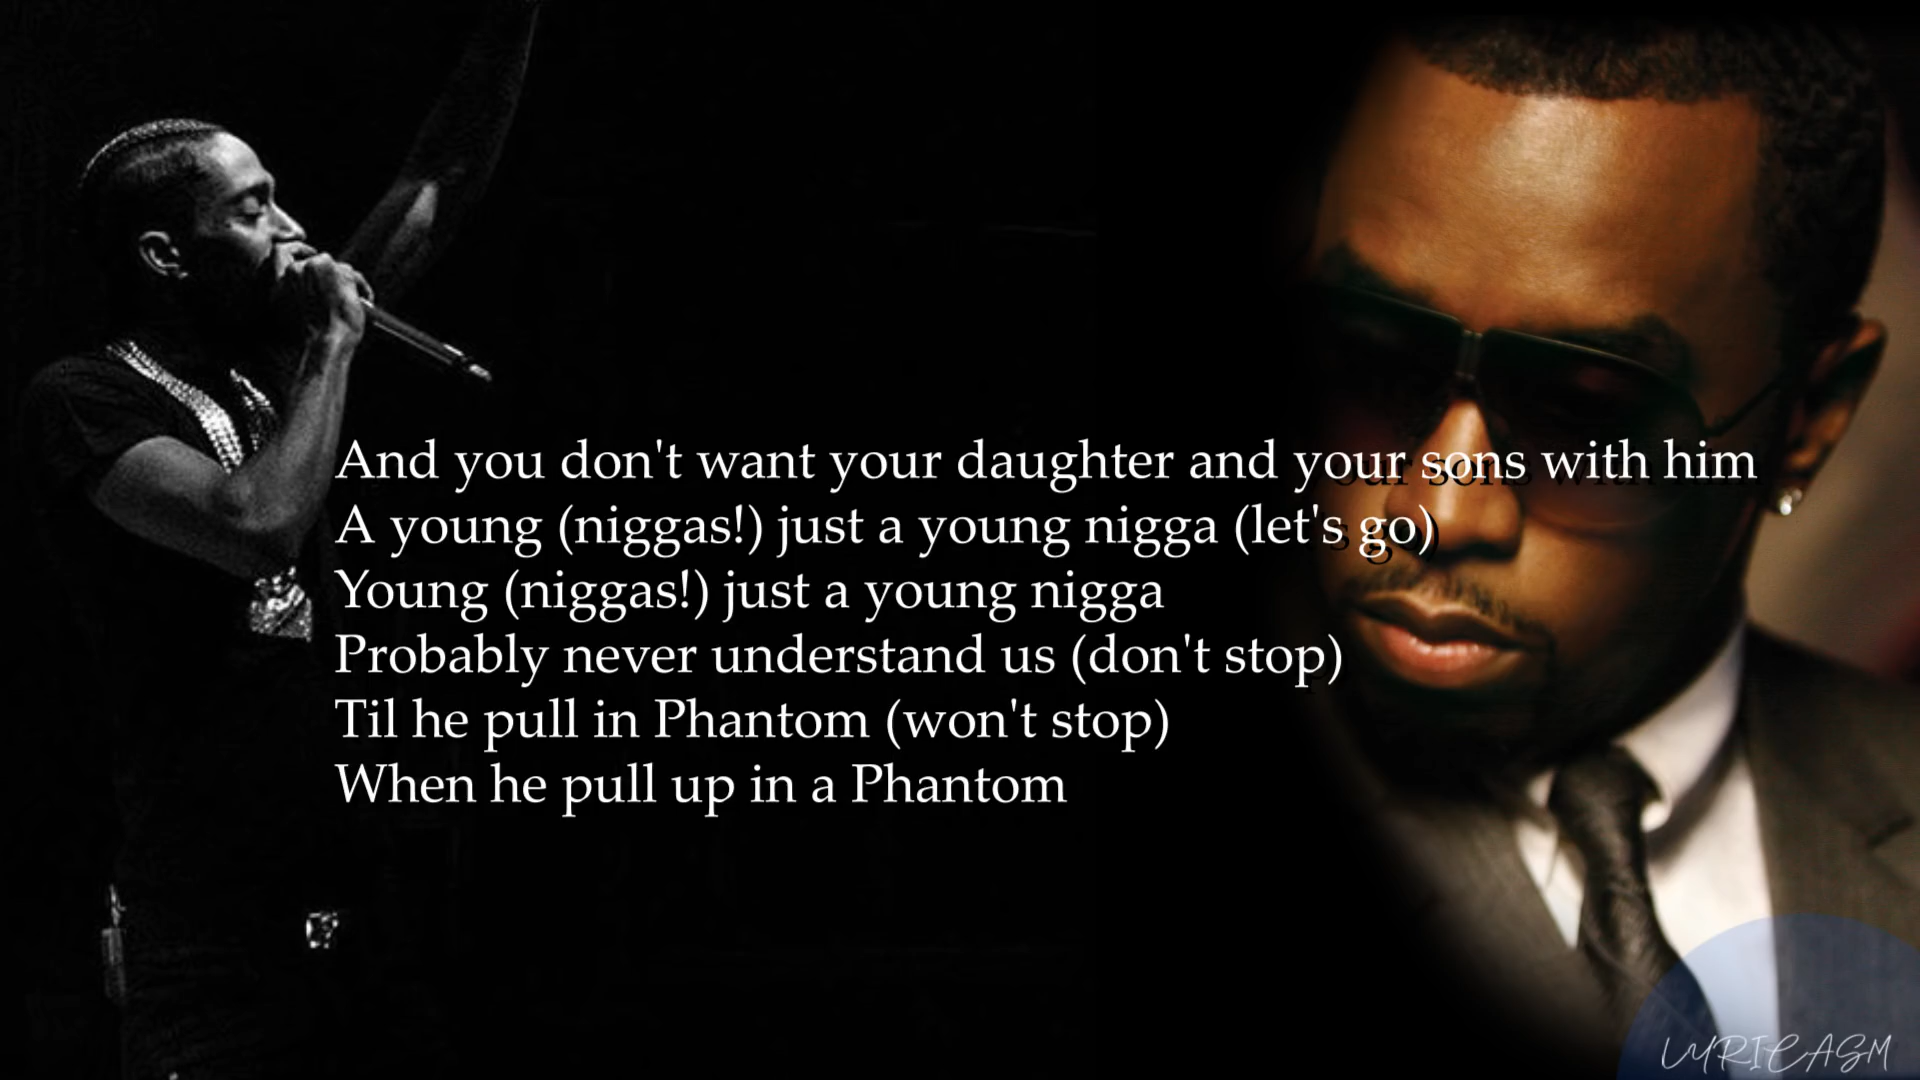 And you don't want your daughter and your sons with him
A young (niggas!) just a young nigga (let's go)
Young (niggas!) just a young nigga
Probably never understand us (don't stop)
Til he pull in Phantom (won't stop)
When he pull up in a Phantom
LYRICASM